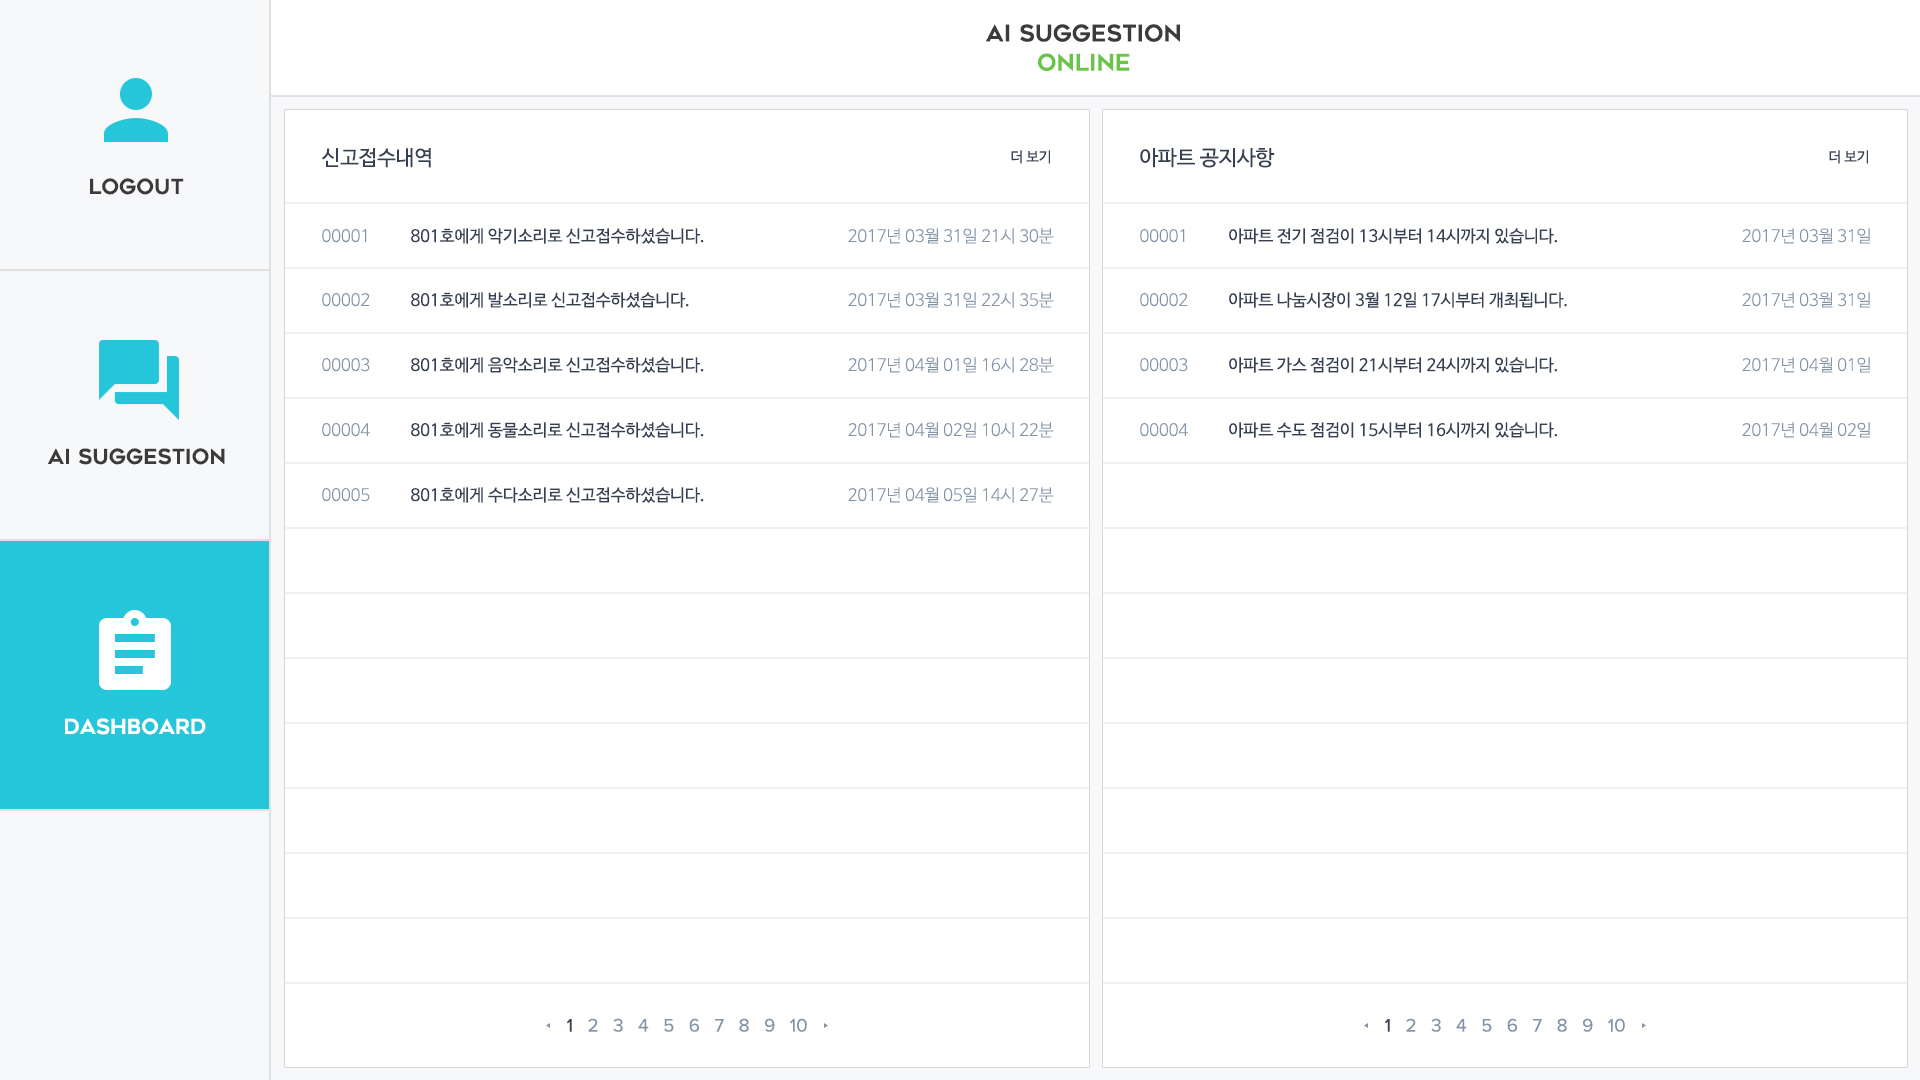 AI SUGGESTION
ONLINE
LOGOUT
AI SUGGESTION
DASHBOARD
신고접수내역 더 보기
00001 801호에게 악기소리로 신고접수하셨습니다. 2017년 03월 31일 21시 30분
00002 801호에게 발소리로 신고접수하셨습니다. 2017년 03월 31일 22시 35분
00003 801호에게 음악소리로 신고접수하셨습니다. 2017년 04월 01일 16시 28분
00004 801호에게 동물소리로 신고접수하셨습니다. 2017년 04월 02일 10시 22분
00005 801호에게 수다소리로 신고접수하셨습니다. 2017년 04월 05일 14시 27분
1 2 3 4 5 6 7 8 9 10
아파트 공지사항 더 보기
00001 아파트 전기 점검이 13시부터 14시까지 있습니다. 2017년 03월 31일
00002 아파트 나눔시장이 3월 12일 17시부터 개최됩니다. 2017년 03월 31일
00003 아파트 가스 점검이 21시부터 24시까지 있습니다. 2017년 04월 01일
00004 아파트 수도 점검이 15시부터 16시까지 있습니다. 2017년 04월 02일
1 2 3 4 5 6 7 8 9 10